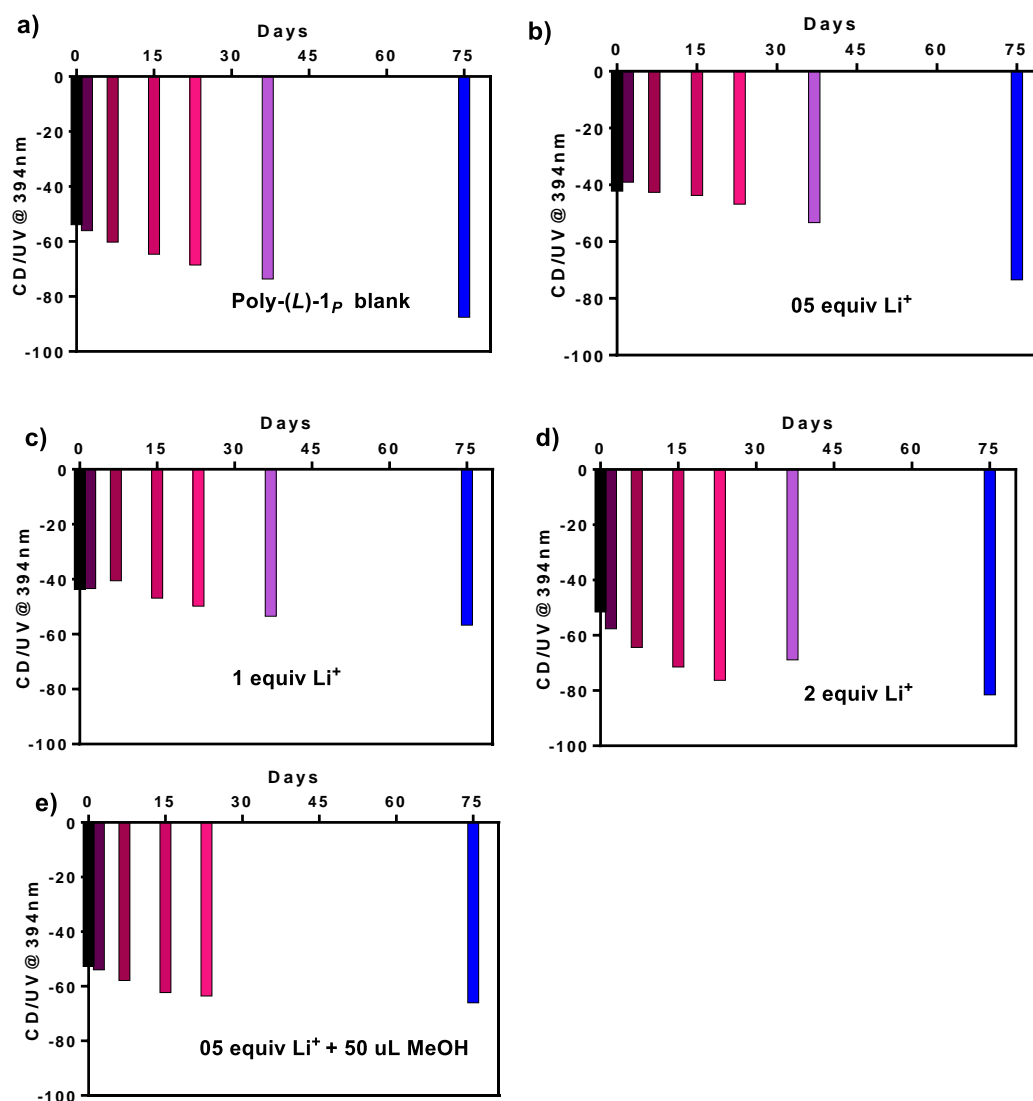 a)
Days
0 15 30 45 60 75
0
-20
-40
-60
-80
-100
CD/UV@394nm
Poly-(L)-1P blank
b)
Days
0 15 30 45 60 75
0
-20
-40
-60
-80
-100
CD/UV@394nm
05 equiv Li+
c)
Days
0 15 30 45 60 75
0
-20
-40
-60
-80
-100
CD/UV@394nm
1 equiv Li+
d)
Days
0 15 30 45 60 75
0
-20
-40
-60
-80
-100
CD/UV@394nm
2 equiv Li+
e)
Days
0 15 30 45 60 75
0
-20
-40
-60
-80
-100
CD/UV@394nm
05 equiv Li+ + 50 uL MeOH